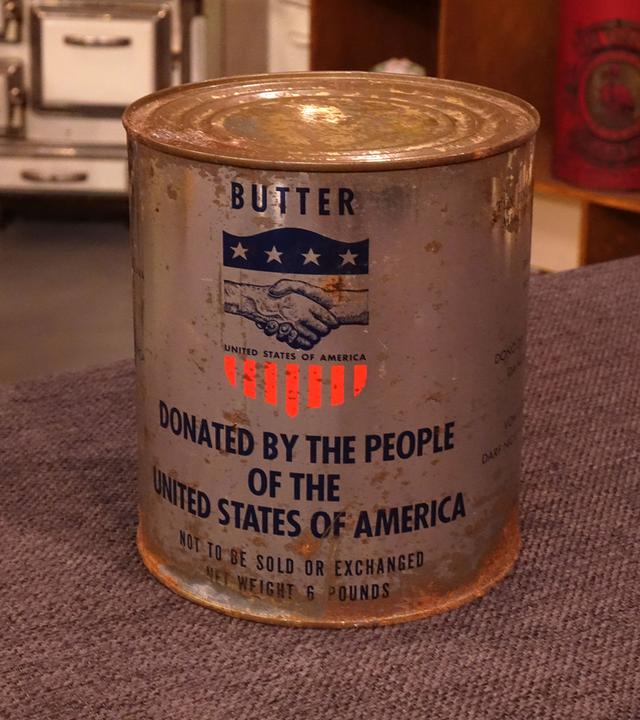 BUTTER
UNITED STATES OF AMERICA
DONATED BY THE PEOPLE
OF THE
UNITED STATES OF AMERICA
NOT TO BE SOLD OR EXCHANGED
NET WEIGHT 6 POUNDS